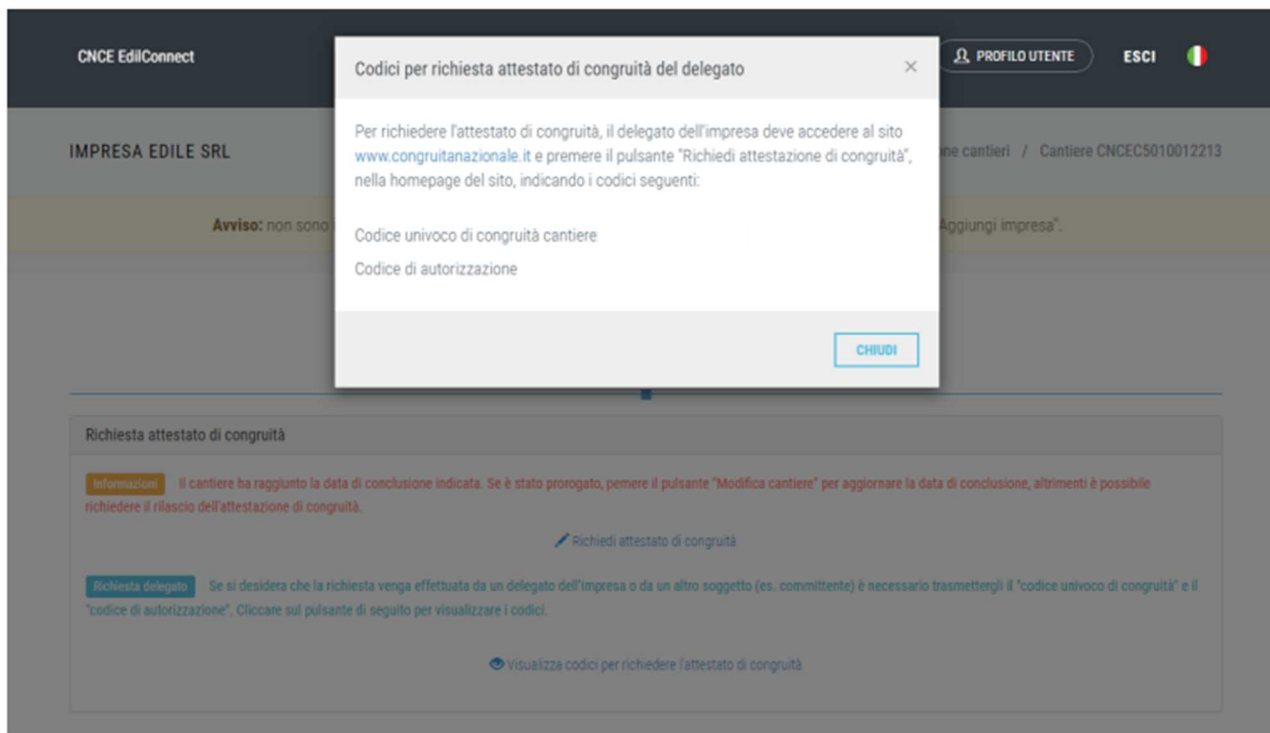 CNCE EdilConnect
PROFILO UTENTE
ESCI
Codici per richiesta attestato di congruità del delegato
×
Per richiedere l'attestato di congruità, il delegato dell'impresa deve accedere al sito
www.congruitanazionale.it e premere il pulsante "Richiedi attestazione di congruità",
nella homepage del sito, indicando i codici seguenti:
Codice univoco di congruità cantiere
Codice di autorizzazione
CHIUDI
IMPRESA EDILE SRL
ne cantieri / Cantiere CNCEC5010012213
Avviso: non sono
Aggiungi impresa".
Richiesta attestato di congruità
Informazioni Il cantiere ha raggiunto la data di conclusione indicata. Se è stato prorogato, pemere il pulsante "Modifica cantiere" per aggiornare la data di conclusione, altrimenti è possibile
richiedere il rilascio dell'attestazione di congruità.
Richiedi attestato di congruità
Richiesta delegato Se si desidera che la richiesta venga effettuata da un delegato dell'impresa o da un altro soggetto (es. committente) è necessario trasmettergli il "codice univoco di congruità" e il
"codice di autorizzazione". Cliccare sul pulsante di seguito per visualizzare i codici.
Visualizza codici per richiedere l'attestato di congruità